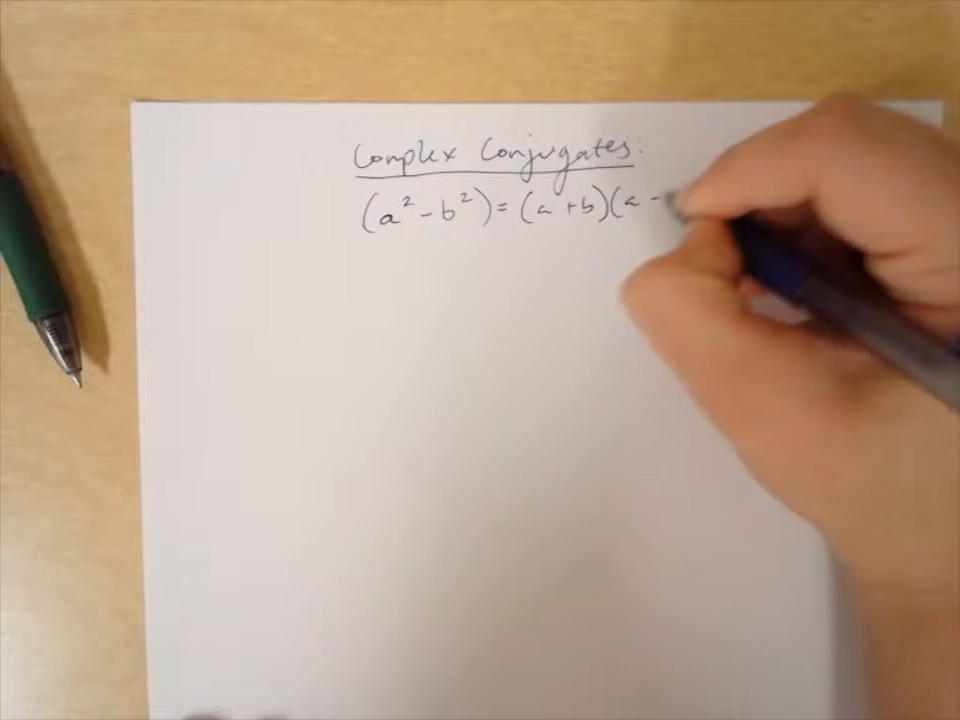 Complex Conjugates:
(a² - b²) = (a + b)(a -